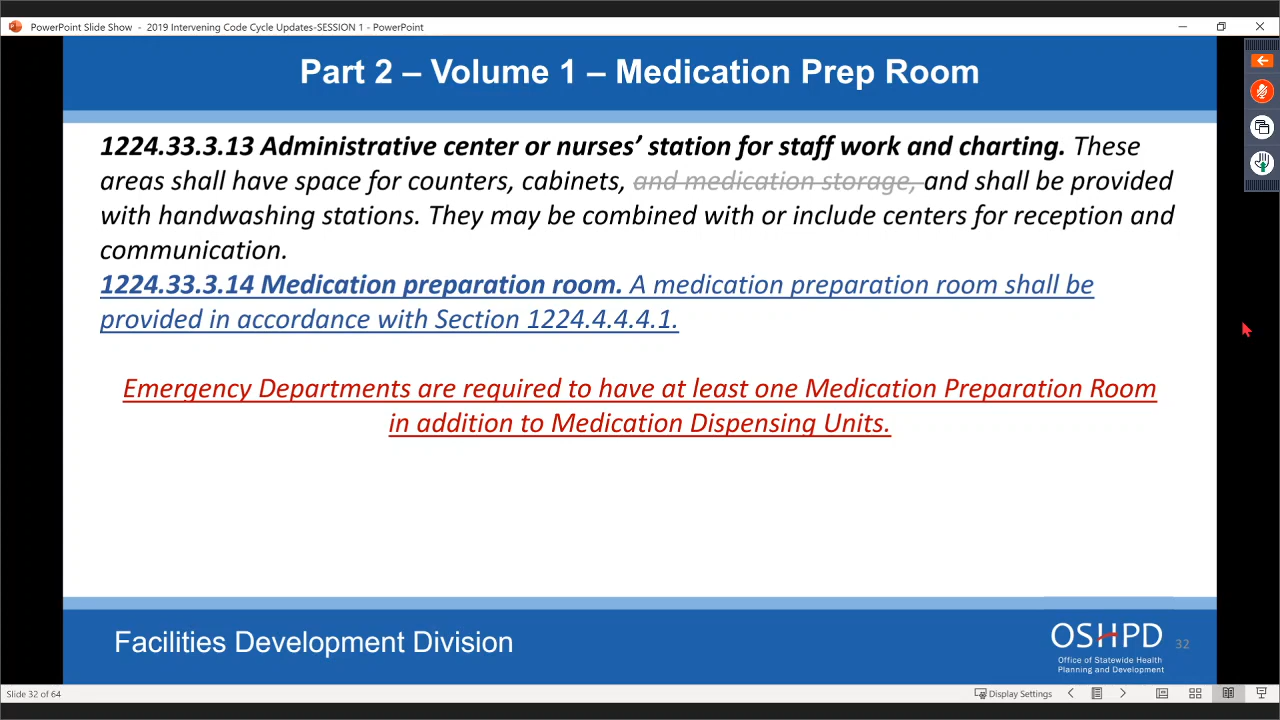 PowerPoint Slide Show - 2019 Intervening Code Cycle Updates-SESSION 1 - PowerPoint
Part 2 – Volume 1 – Medication Prep Room
1224.33.3.13 Administrative center or nurses’ station for staff work and charting. These
areas shall have space for counters, cabinets, and medication storage, and shall be provided
with handwashing stations. They may be combined with or include centers for reception and
communication.
1224.33.3.14 Medication preparation room. A medication preparation room shall be
provided in accordance with Section 1224.4.4.4.1.
Emergency Departments are required to have at least one Medication Preparation Room
in addition to Medication Dispensing Units.
Facilities Development Division
OSHPD
Office of Statewide Health
Planning and Development
32
Slide 32 of 64
Display Settings